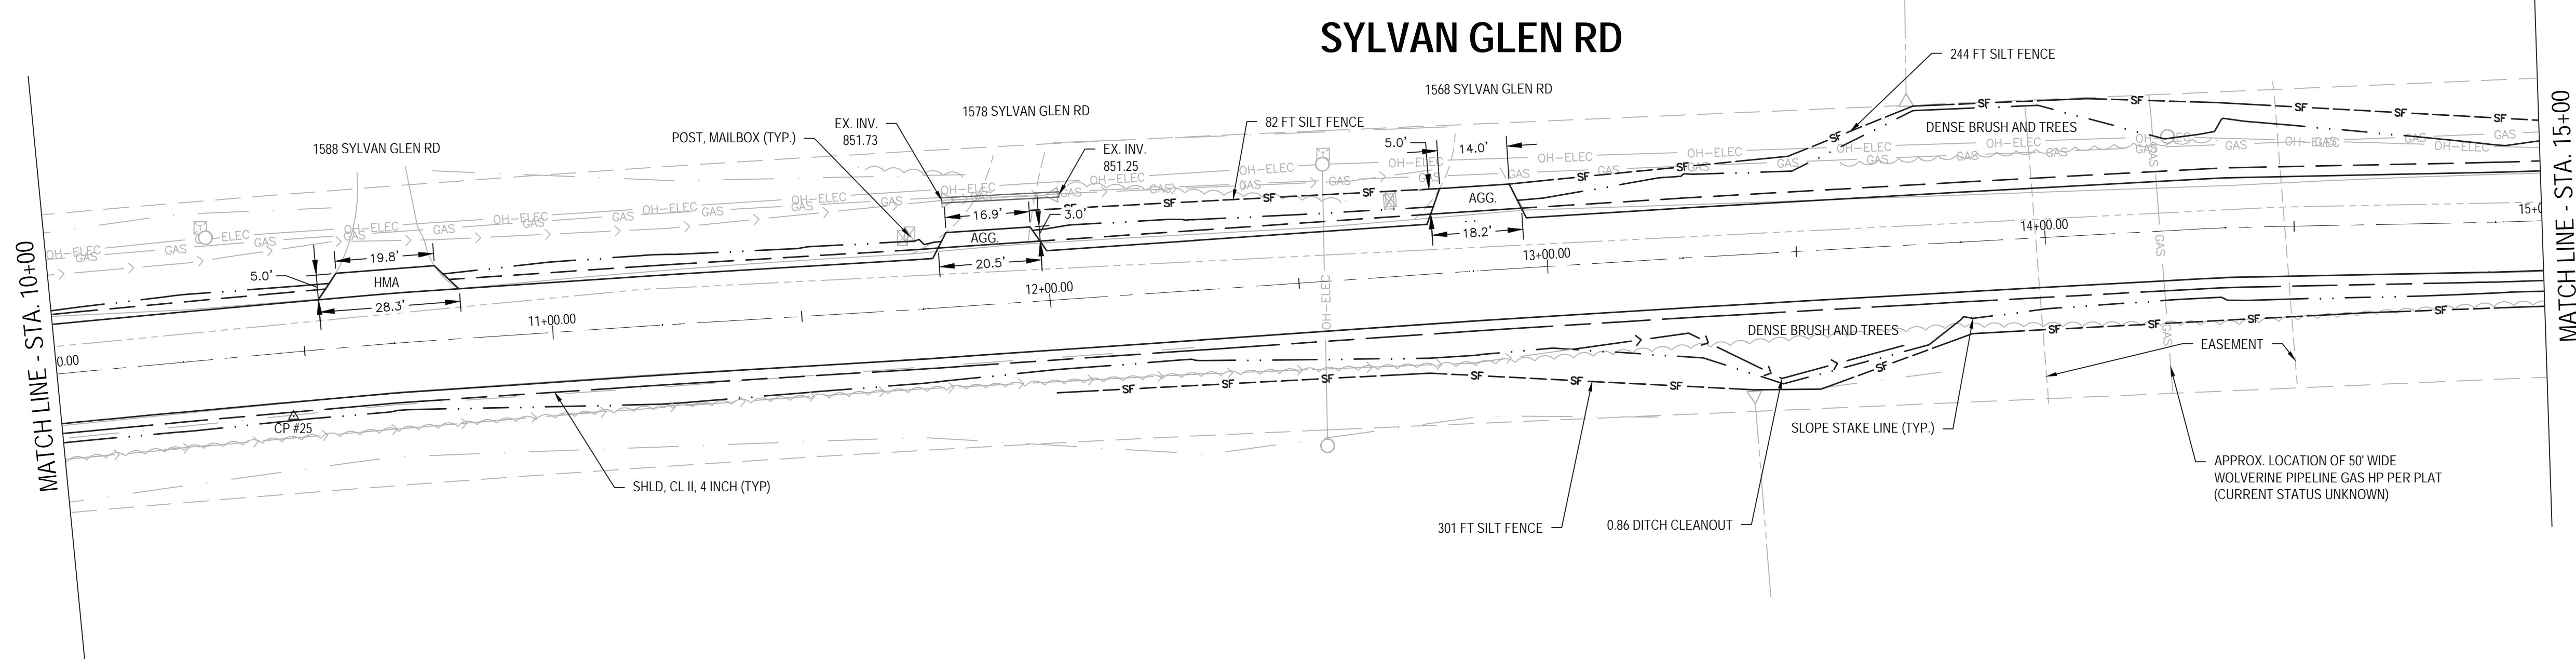 SYLVAN GLEN RD
MATCH LINE - STA. 10+00
MATCH LINE - STA. 15+00
1588 SYLVAN GLEN RD
1578 SYLVAN GLEN RD
1568 SYLVAN GLEN RD
POST, MAILBOX (TYP.)
EX. INV.
851.73
EX. INV.
851.25
82 FT SILT FENCE
244 FT SILT FENCE
DENSE BRUSH AND TREES
5.0'
19.8'
HMA
28.3'
16.9'
3.0'
AGG.
20.5'
5.0'
14.0'
AGG.
18.2'
OH-ELEC
GAS
SF
0.00
11+00.00
12+00.00
13+00.00
14+00.00
CP #25
SHLD, CL II, 4 INCH (TYP)
DENSE BRUSH AND TREES
EASEMENT
SLOPE STAKE LINE (TYP.)
301 FT SILT FENCE
0.86 DITCH CLEANOUT
APPROX. LOCATION OF 50' WIDE
WOLVERINE PIPELINE GAS HP PER PLAT
(CURRENT STATUS UNKNOWN)